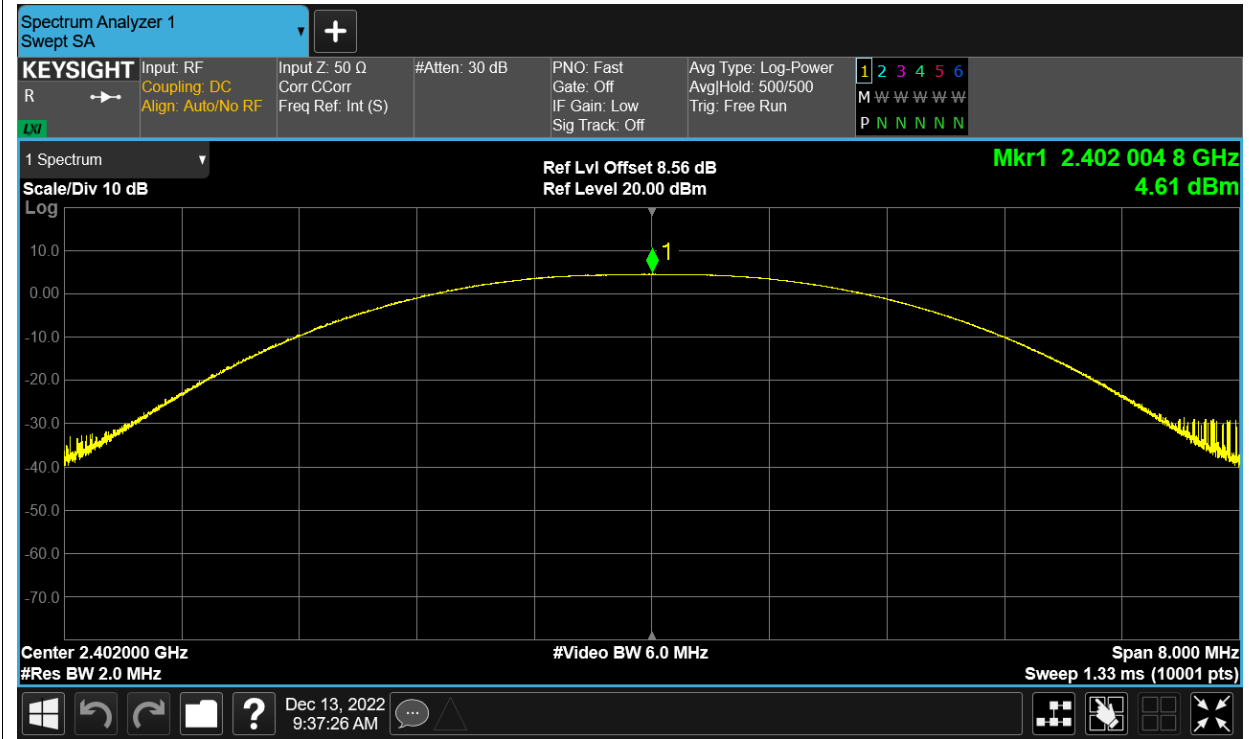 Spectrum Analyzer 1
Swept SA
KEYSIGHT
R
LXI
Input: RF
Coupling: DC
Align: Auto/No RF
Input Z: 50 Ω
Corr CCorr
Freq Ref: Int (S)
#Atten: 30 dB
PNO: Fast
Gate: Off
IF Gain: Low
Sig Track: Off
Avg Type: Log-Power
Avg|Hold: 500/500
Trig: Free Run
1 2 3 4 5 6
M W W W W W
P N N N N N
1 Spectrum
Scale/Div 10 dB
Log
Ref Lvl Offset 8.56 dB
Ref Level 20.00 dBm
Mkr1 2.402 004 8 GHz
4.61 dBm
1
10.0
0.00
-10.0
-20.0
-30.0
-40.0
-50.0
-60.0
-70.0
Center 2.402000 GHz
#Res BW 2.0 MHz
#Video BW 6.0 MHz
Span 8.000 MHz
Sweep 1.33 ms (10001 pts)
?
Dec 13, 2022
9:37:26 AM